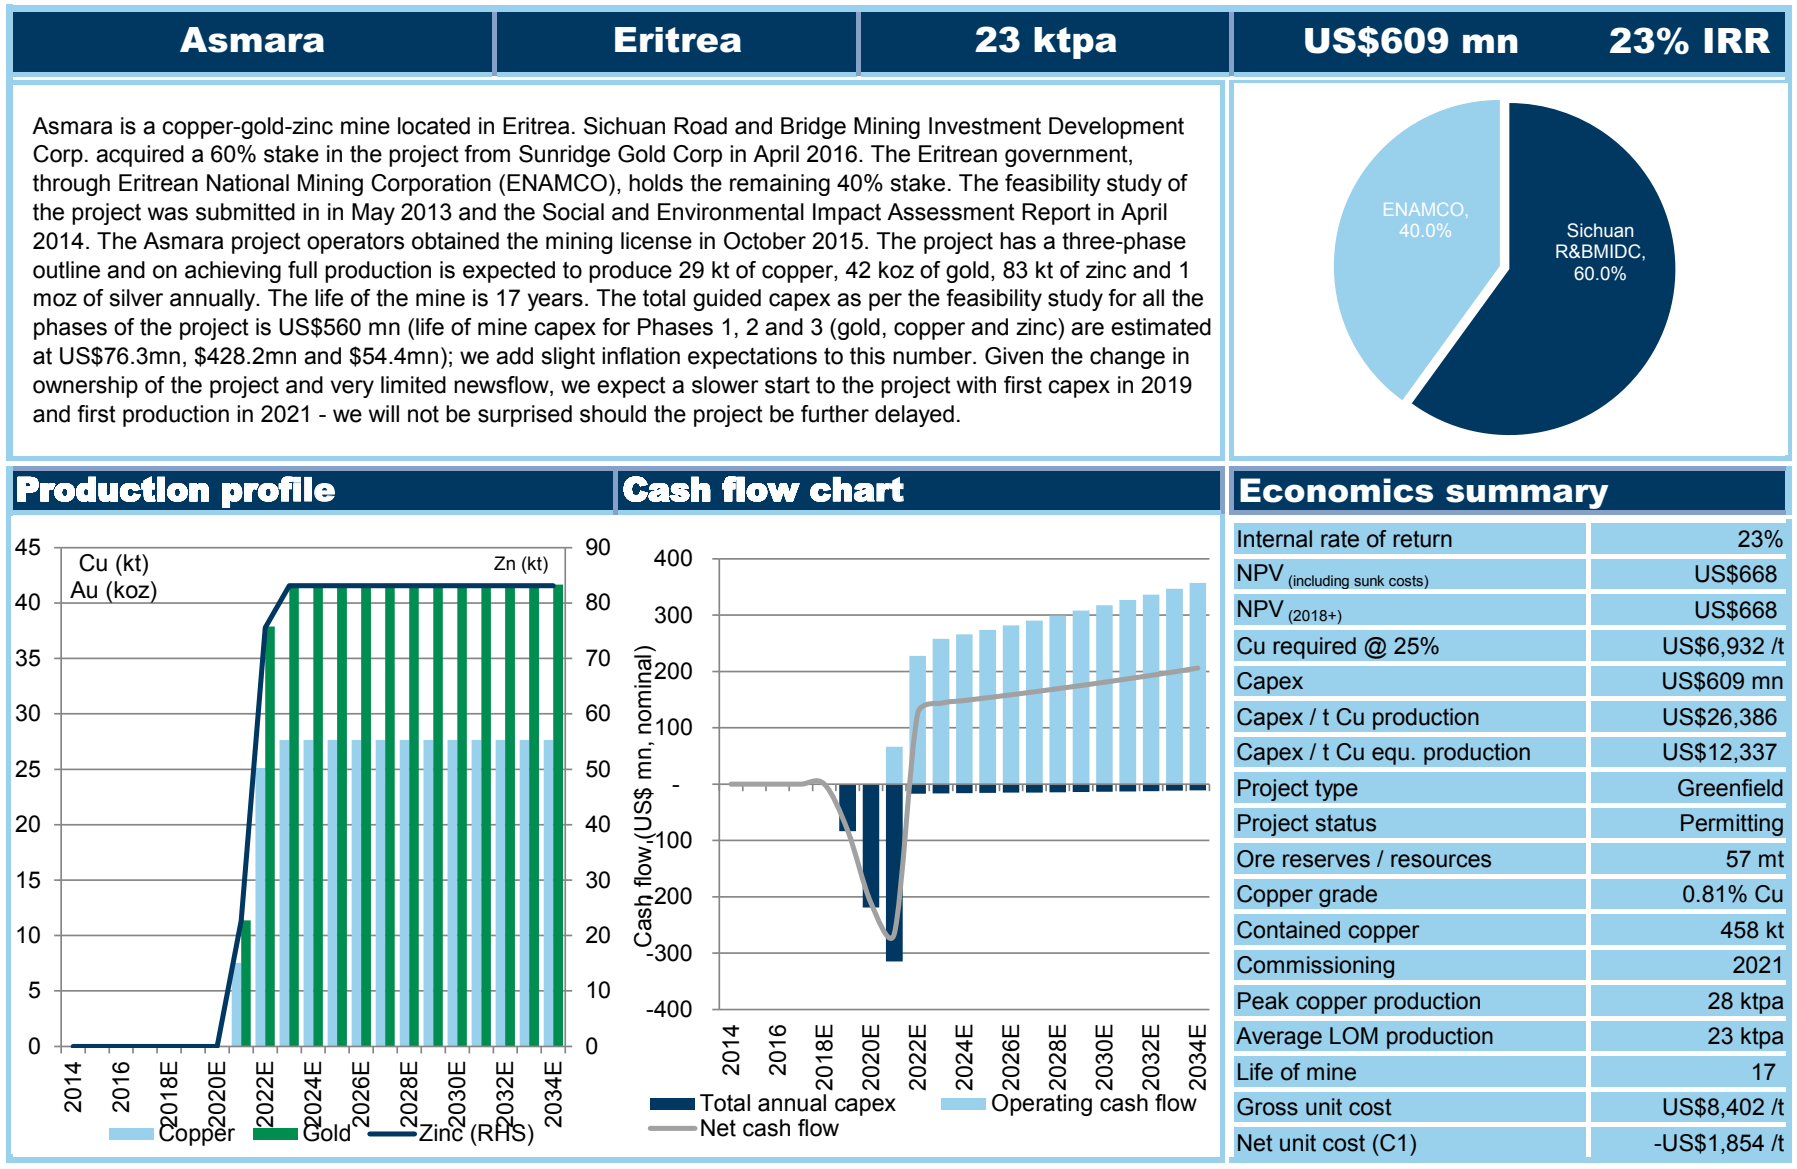 Asmara
Eritrea
23 ktpa
US$609 mn
23% IRR
Asmara is a copper-gold-zinc mine located in Eritrea. Sichuan Road and Bridge Mining Investment Development
Corp. acquired a 60% stake in the project from Sunridge Gold Corp in April 2016. The Eritrean government,
through Eritrean National Mining Corporation (ENAMCO), holds the remaining 40% stake. The feasibility study of
the project was submitted in in May 2013 and the Social and Environmental Impact Assessment Report in April
2014. The Asmara project operators obtained the mining license in October 2015. The project has a three-phase
outline and on achieving full production is expected to produce 29 kt of copper, 42 koz of gold, 83 kt of zinc and 1
moz of silver annually. The life of the mine is 17 years. The total guided capex as per the feasibility study for all the
phases of the project is US$560 mn (life of mine capex for Phases 1, 2 and 3 (gold, copper and zinc) are estimated
at US$76.3mn, $428.2mn and $54.4mn); we add slight inflation expectations to this number. Given the change in
ownership of the project and very limited newsflow, we expect a slower start to the project with first capex in 2019
and first production in 2021 - we will not be surprised should the project be further delayed.
ENAMCO,
40.0%
Sichuan
R&BMIDC,
60.0%
Production profile
45
40
35
30
25
20
15
10
5
0
Cu (kt)
Au (koz)
Zn (kt)
90
80
70
60
50
40
30
20
10
0
2014
2016
2018E
2020E
2022E
2024E
2026E
2028E
2030E
2032E
2034E
Copper
Gold
Zinc (RHS)
Cash flow chart
Cash flow,(US$ mn, nominal)
400
300
200
100
-
-100
-200
-300
-400
2014
2016
2018E
2020E
2022E
2024E
2026E
2028E
2030E
2032E
2034E
Total annual capex
Operating cash flow
Net cash flow
Economics summary
Internal rate of return 23%
NPV (including sunk costs) US$668
NPV (2018+) US$668
Cu required @ 25% US$6,932 /t
Capex US$609 mn
Capex / t Cu production US$26,386
Capex / t Cu equ. production US$12,337
Project type Greenfield
Project status Permitting
Ore reserves / resources 57 mt
Copper grade 0.81% Cu
Contained copper 458 kt
Commissioning 2021
Peak copper production 28 ktpa
Average LOM production 23 ktpa
Life of mine 17
Gross unit cost US$8,402 /t
Net unit cost (C1) -US$1,854 /t